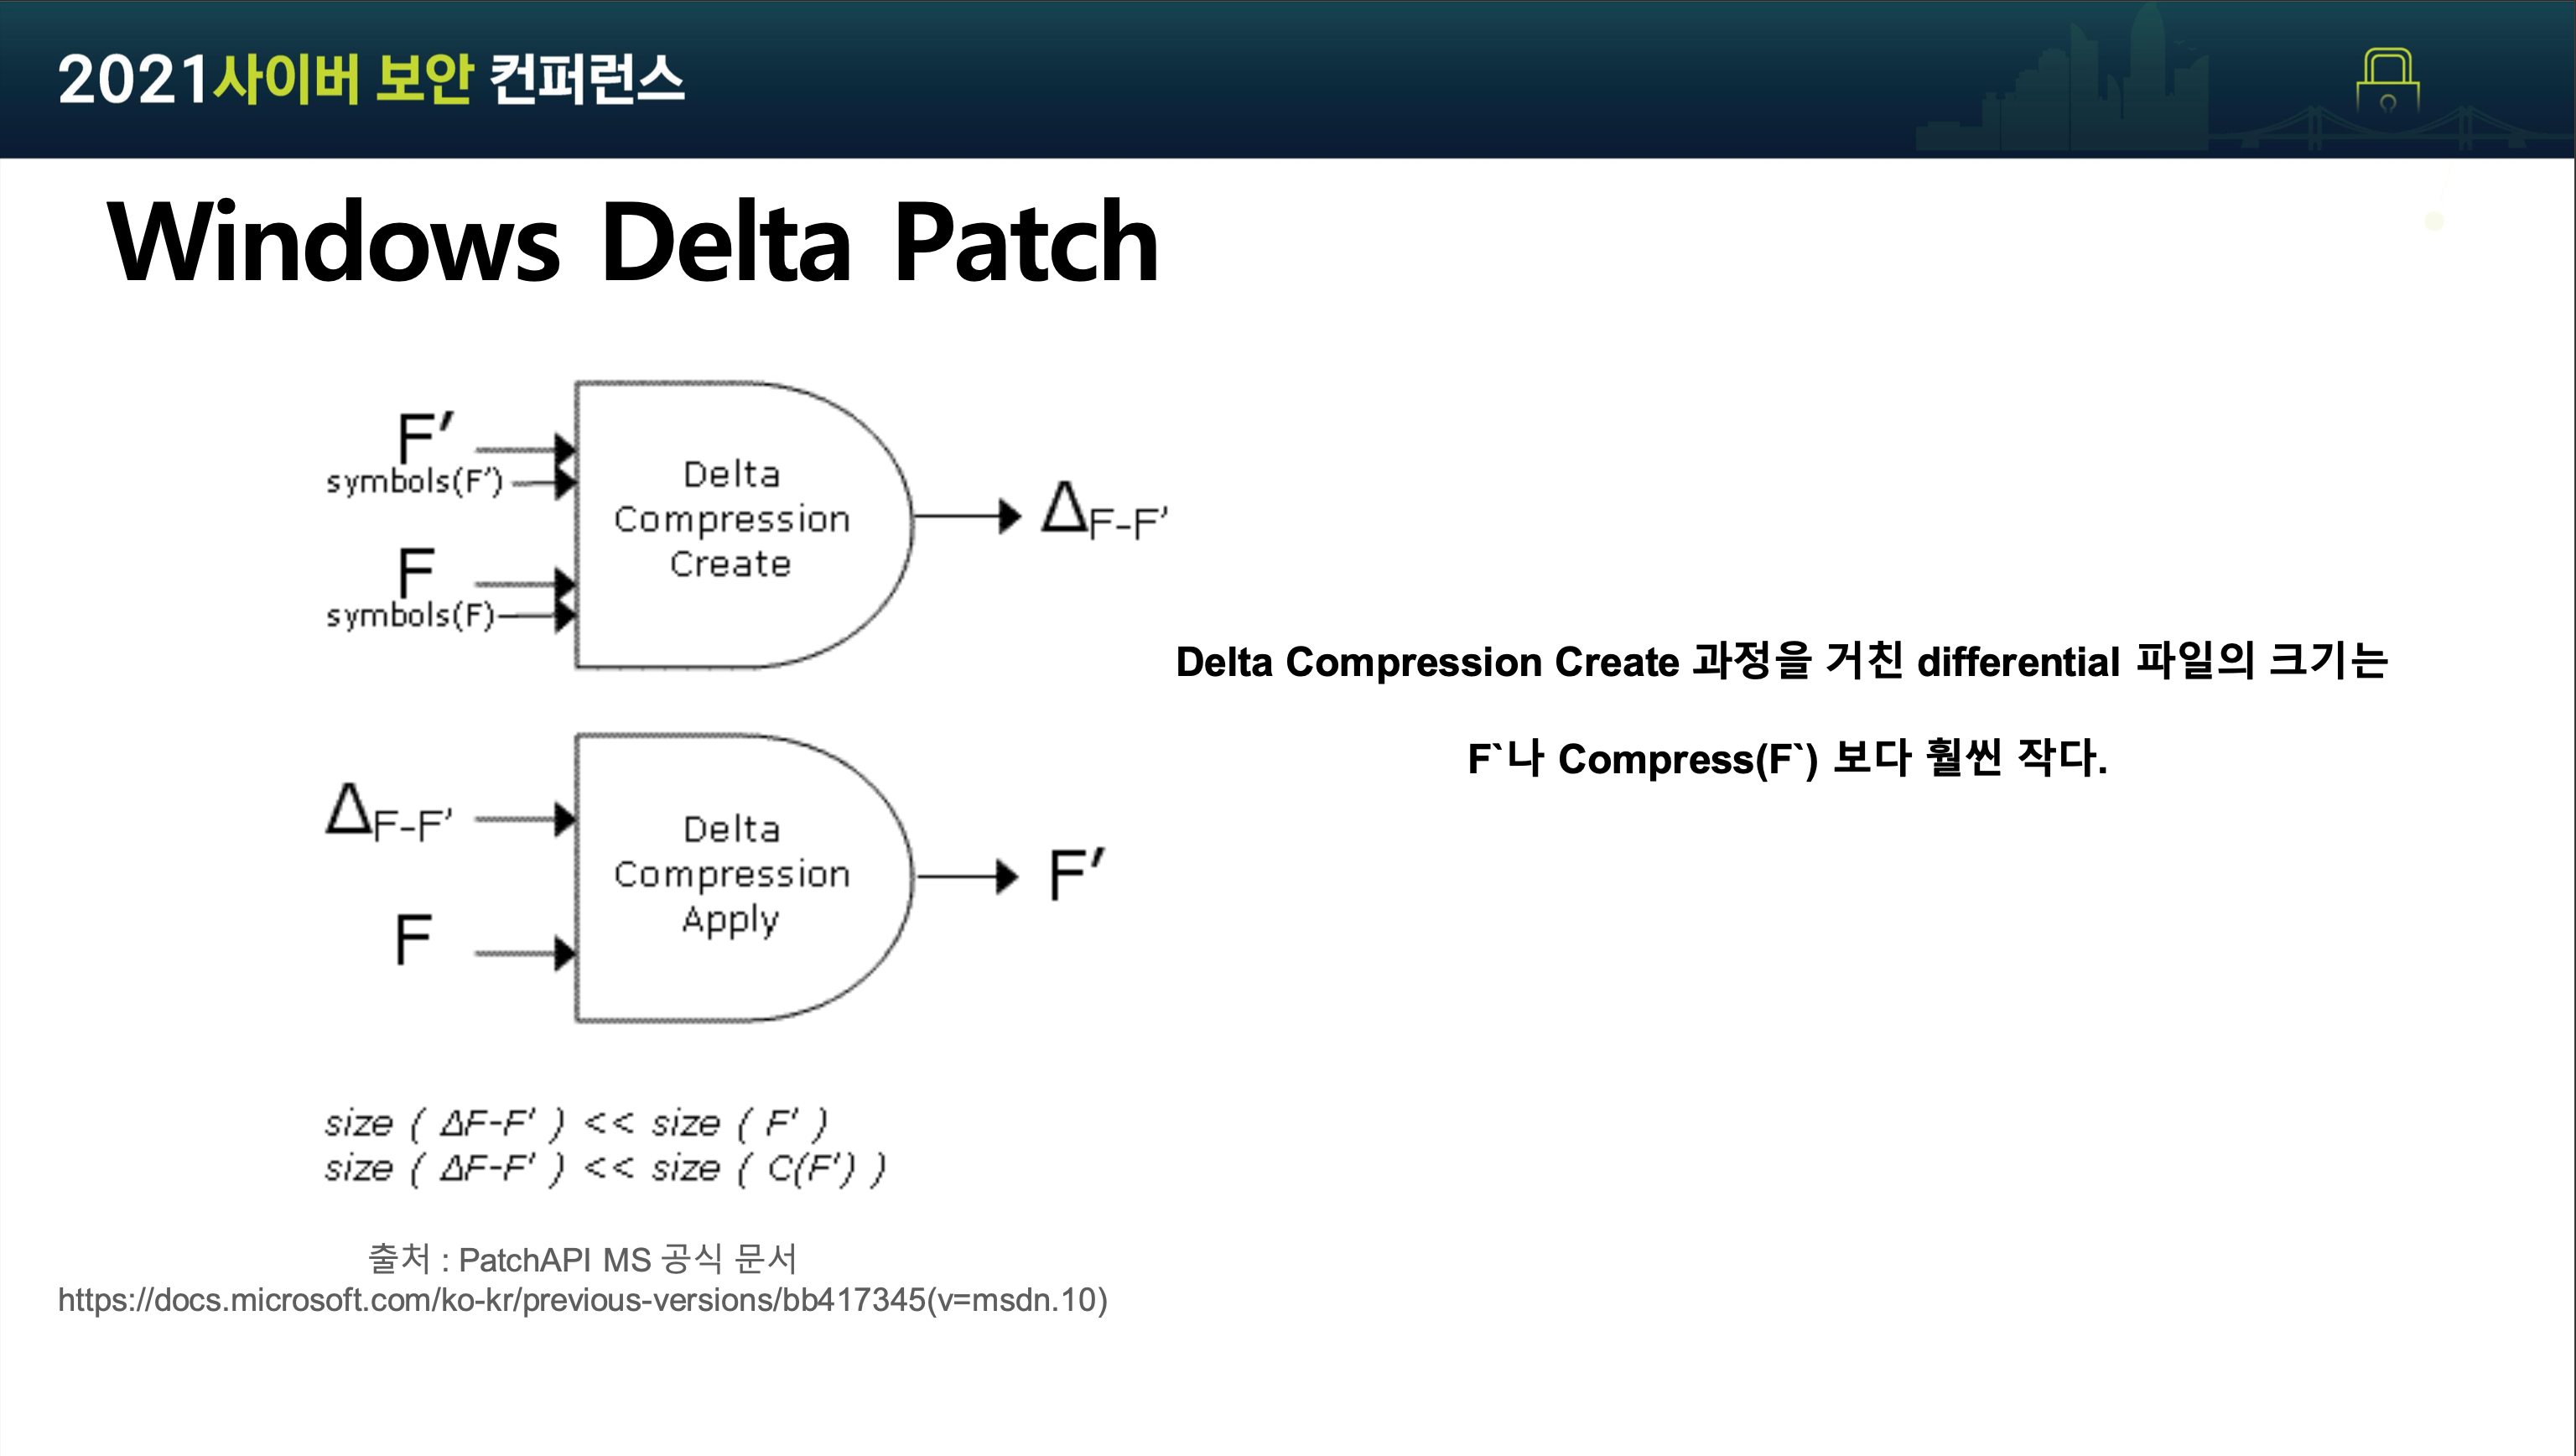 2021사이버 보안 컨퍼런스
Windows Delta Patch
F′
symbols(F′)
F
symbols(F)
Delta
Compression
Create
ΔF-F′
Delta Compression Create 과정을 거친 differential 파일의 크기는
F`나 Compress(F`) 보다 훨씬 작다.
ΔF-F′
F
Delta
Compression
Apply
F′
size ( ΔF-F′ ) << size ( F′ )
size ( ΔF-F′ ) << size ( C(F′) )
출처 : PatchAPI MS 공식 문서
https://docs.microsoft.com/ko-kr/previous-versions/bb417345(v=msdn.10)